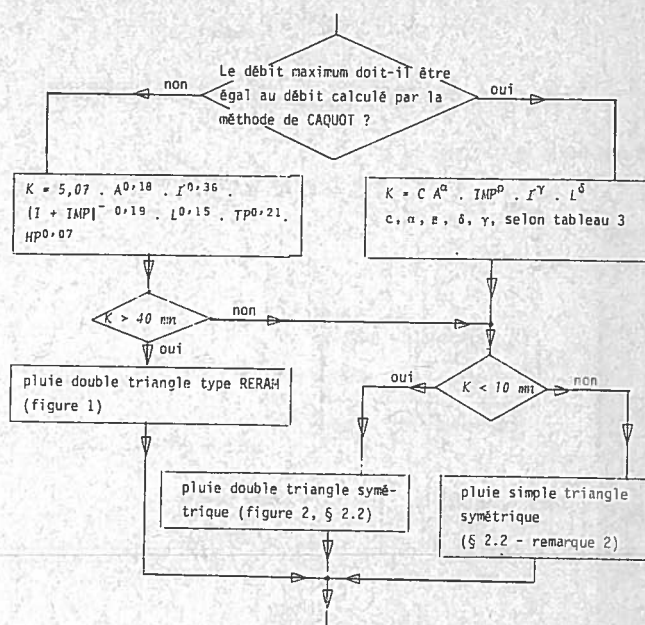 Le débit maximum doit-il être
non
égal au débit calculé par la
oui
méthode de CAQUOT ?
K = 5,07 . A^0,18 . I^0,36 .
(I + IMP)^- 0,19 . L^0,15 . TP^0,21 .
HP^0,07
K = C A^α . IMP^p . I^γ . L^δ
c, α, ε, δ, γ, selon tableau 3
K > 40 mm
non
oui
pluie double triangle type RERAH
(figure 1)
oui
K < 10 mm
non
pluie double triangle symé-
trique (figure 2, § 2.2)
pluie simple triangle
symétrique
(§ 2.2 - remarque 2)